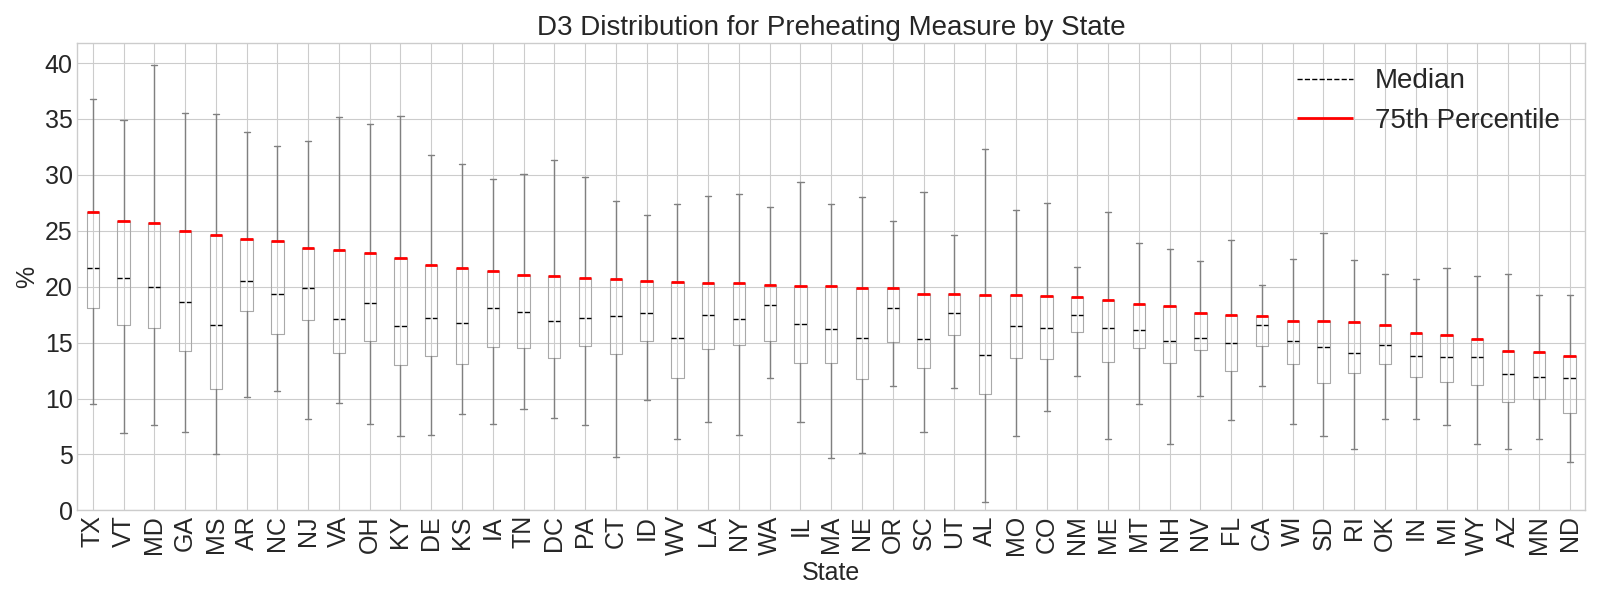 D3 Distribution for Preheating Measure by State
40
35
30
25
20
15
10
5
0
%
Median
75th Percentile
TX VT MD GA MS AR NC NJ VA OH KY DE KS IA TN DC PA CT ID WV LA NY WA IL MA NE OR SC UT AL MO CO NM ME MT NH NV FL CA WI SD RI OK IN MI WY AZ MN ND
State